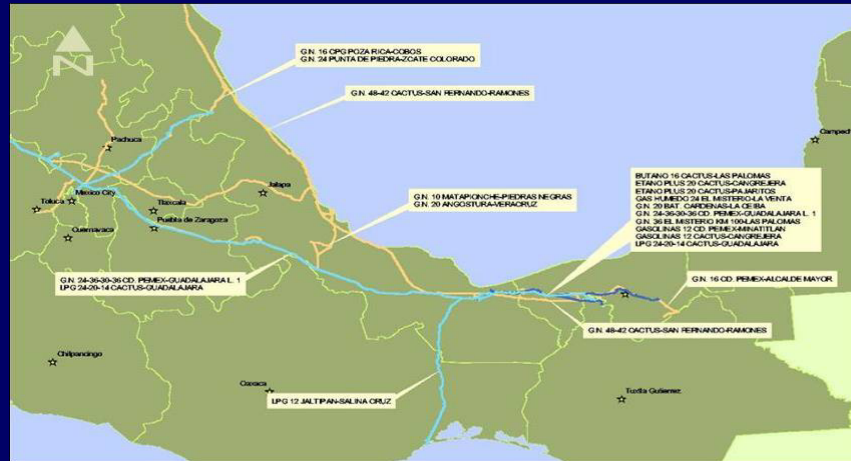 N
G.N. 16 CPG POZA RICA-COBOS
G.N. 24 PUNTA DE PIEDRA-ZCATE COLORADO
G.N. 48-42 CACTUS-SAN FERNANDO-RAMONES
Pachuca
Mexico City
Toluca
Tlaxcala
Jalapa
Puebla de Zaragoza
Cuernavaca
G.N. 10 MATAPIONCHE-PIEDRAS NEGRAS
G.N. 20 ANGOSTURA-VERACRUZ
Campech
BUTANO 16 CACTUS-LAS PALOMAS
ETANO PLUS 20 CACTUS-CANGREJERA
ETANO PLUS 20 CACTUS-PAJARITOS
GAS HUMEDO 24 EL MISTERIO-LA VENTA
G.N. 20 BAT. CARDENAS-LA CEIBA
G.N. 24-36-30-36 CD. PEMEX-GUADALAJARA L. 1
G.N. 36 EL MISTERIO KM 100-LAS PALOMAS
GASOLINAS 12 CD. PEMEX-MINATITLAN
GASOLINAS 12 CACTUS-CANGREJERA
LPG 24-20-14 CACTUS-GUADALAJARA
G.N. 24-36-30-36 CD. PEMEX-GUADALAJARA L. 1
LPG 24-20-14 CACTUS-GUADALAJARA
G.N. 16 CD. PEMEX-ALCALDE MAYOR
G.N. 48-42 CACTUS-SAN FERNANDO-RAMONES
Chilpancingo
Oaxaca
LPG 12 JALTIPAN-SALINA CRUZ
Tuxtla Gutierrez